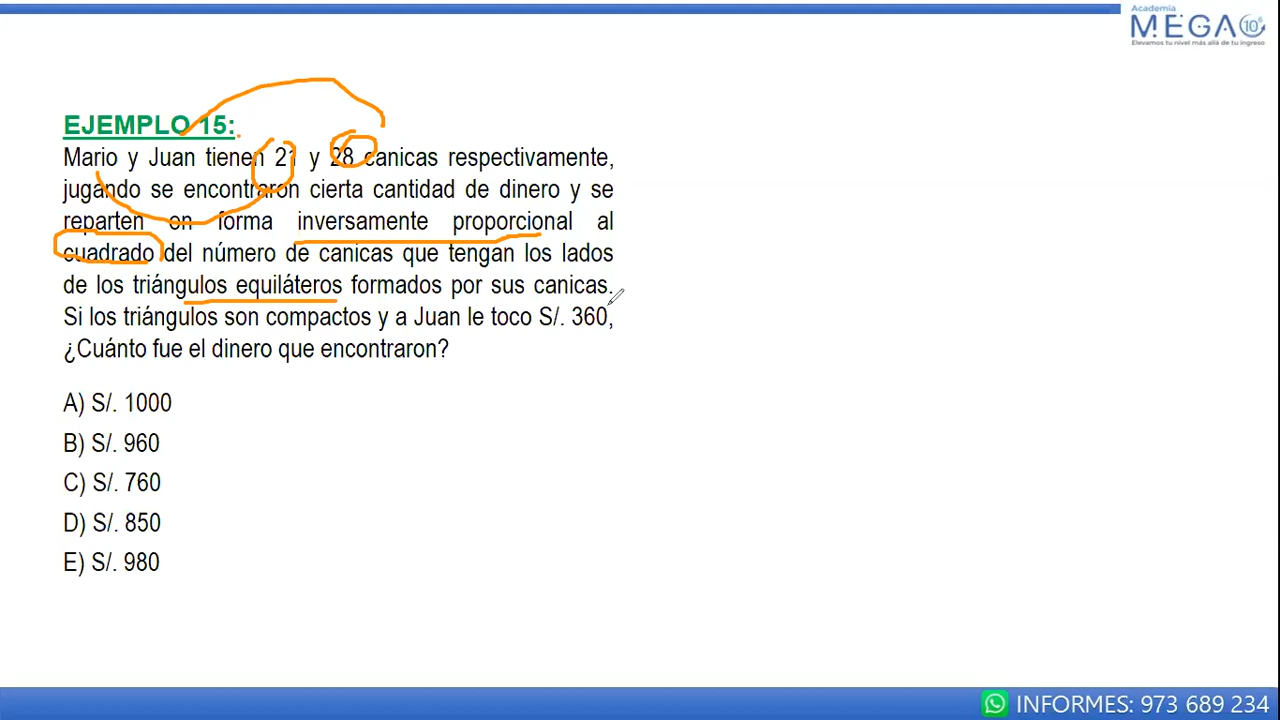 Academia
MEGA 10⁶
Elevamos tu nivel más allá de tu ingreso
EJEMPLO 15:
Mario y Juan tienen 21 y 28 canicas respectivamente,
jugando se encontraron cierta cantidad de dinero y se
reparten en forma inversamente proporcional al
cuadrado del número de canicas que tengan los lados
de los triángulos equiláteros formados por sus canicas.
Si los triángulos son compactos y a Juan le toco S/. 360,
¿Cuánto fue el dinero que encontraron?
A) S/. 1000
B) S/. 960
C) S/. 760
D) S/. 850
E) S/. 980
INFORMES: 973 689 234